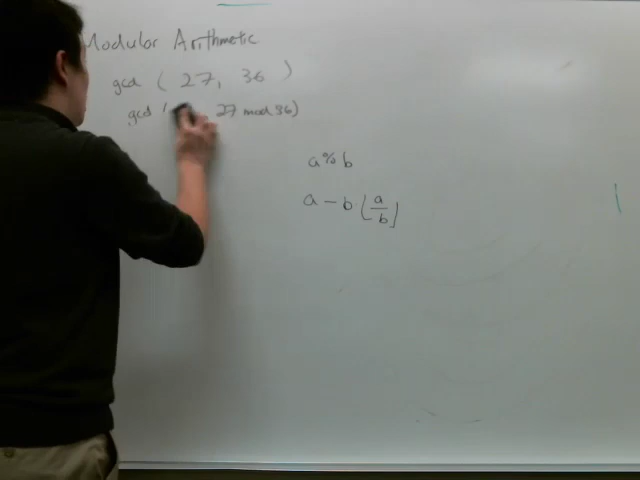 Modular Arithmetic
gcd ( 27, 36 )
gcd ( 27 mod 36)
a%b
a - b ⌊a/b⌋